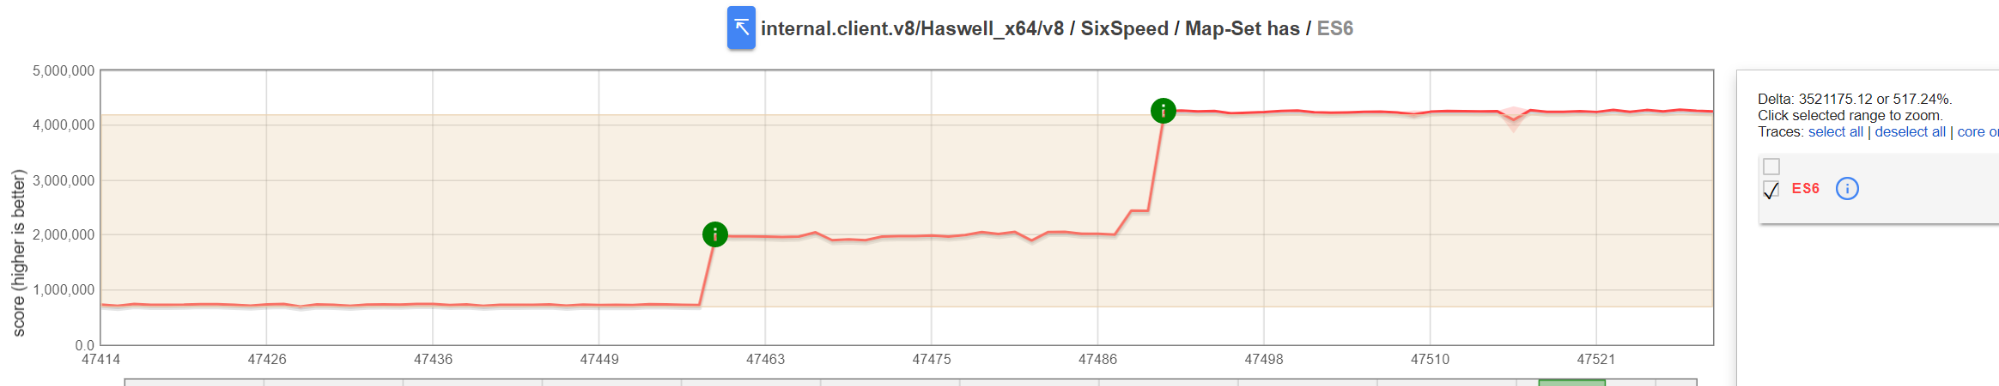 internal.client.v8/Haswell_x64/v8 / SixSpeed / Map-Set has / ES6
5,000,000
4,000,000
3,000,000
2,000,000
1,000,000
0.0
score (higher is better)
47414 47426 47436 47449 47463 47475 47486 47498 47510 47521
Delta: 3521175.12 or 517.24%.
Click selected range to zoom.
Traces: select all | deselect all | core
ES6